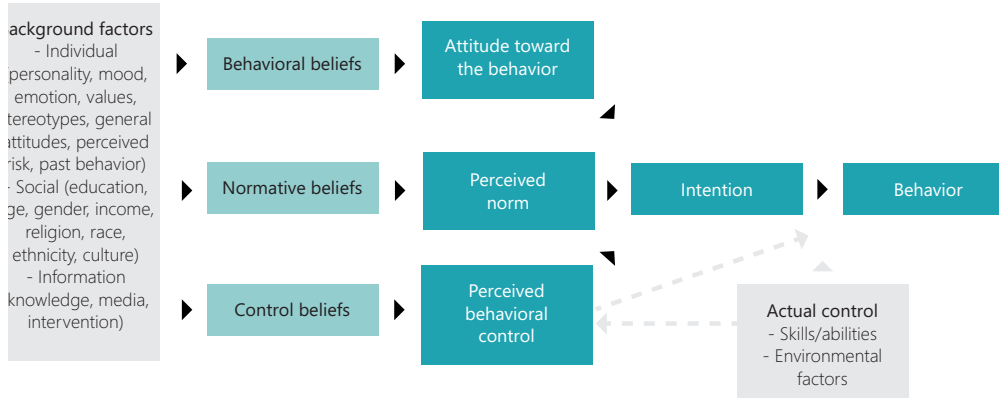 ackground factors
- Individual
personality, mood,
emotion, values,
tereotypes, general
attitudes, perceived
risk, past behavior)
- Social (education,
ge, gender, income,
religion, race,
ethnicity, culture)
- Information
knowledge, media,
intervention)
Behavioral beliefs
Attitude toward
the behavior
Normative beliefs
Perceived
norm
Intention
Behavior
Control beliefs
Perceived
behavioral
control
Actual control
- Skills/abilities
- Environmental
factors